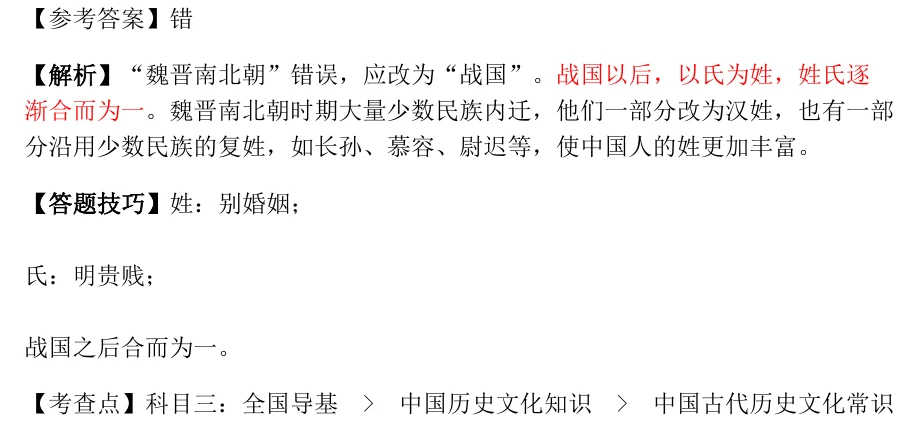 【参考答案】错
【解析】“魏晋南北朝”错误，应改为“战国”。战国以后，以氏为姓，姓氏逐
渐合而为一。魏晋南北朝时期大量少数民族内迁，他们一部分改为汉姓，也有一部
分沿用少数民族的复姓，如长孙、慕容、尉迟等，使中国人的姓更加丰富。
【答题技巧】姓：别婚姻；
氏：明贵贱；
战国之后合而为一。
【考查点】科目三：全国导基 > 中国历史文化知识 > 中国古代历史文化常识